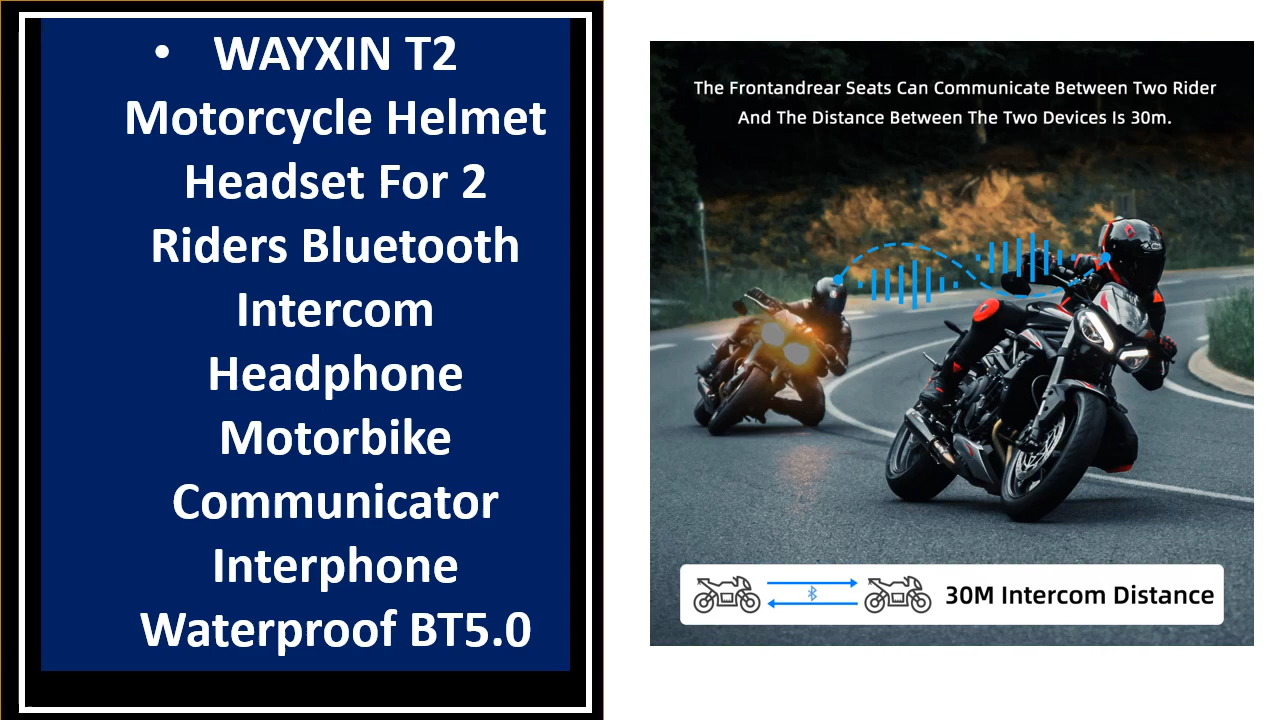 • WAYXIN T2
Motorcycle Helmet
Headset For 2
Riders Bluetooth
Intercom
Headphone
Motorbike
Communicator
Interphone
Waterproof BT5.0
The Frontandrear Seats Can Communicate Between Two Rider
And The Distance Between The Two Devices Is 30m.
30M Intercom Distance